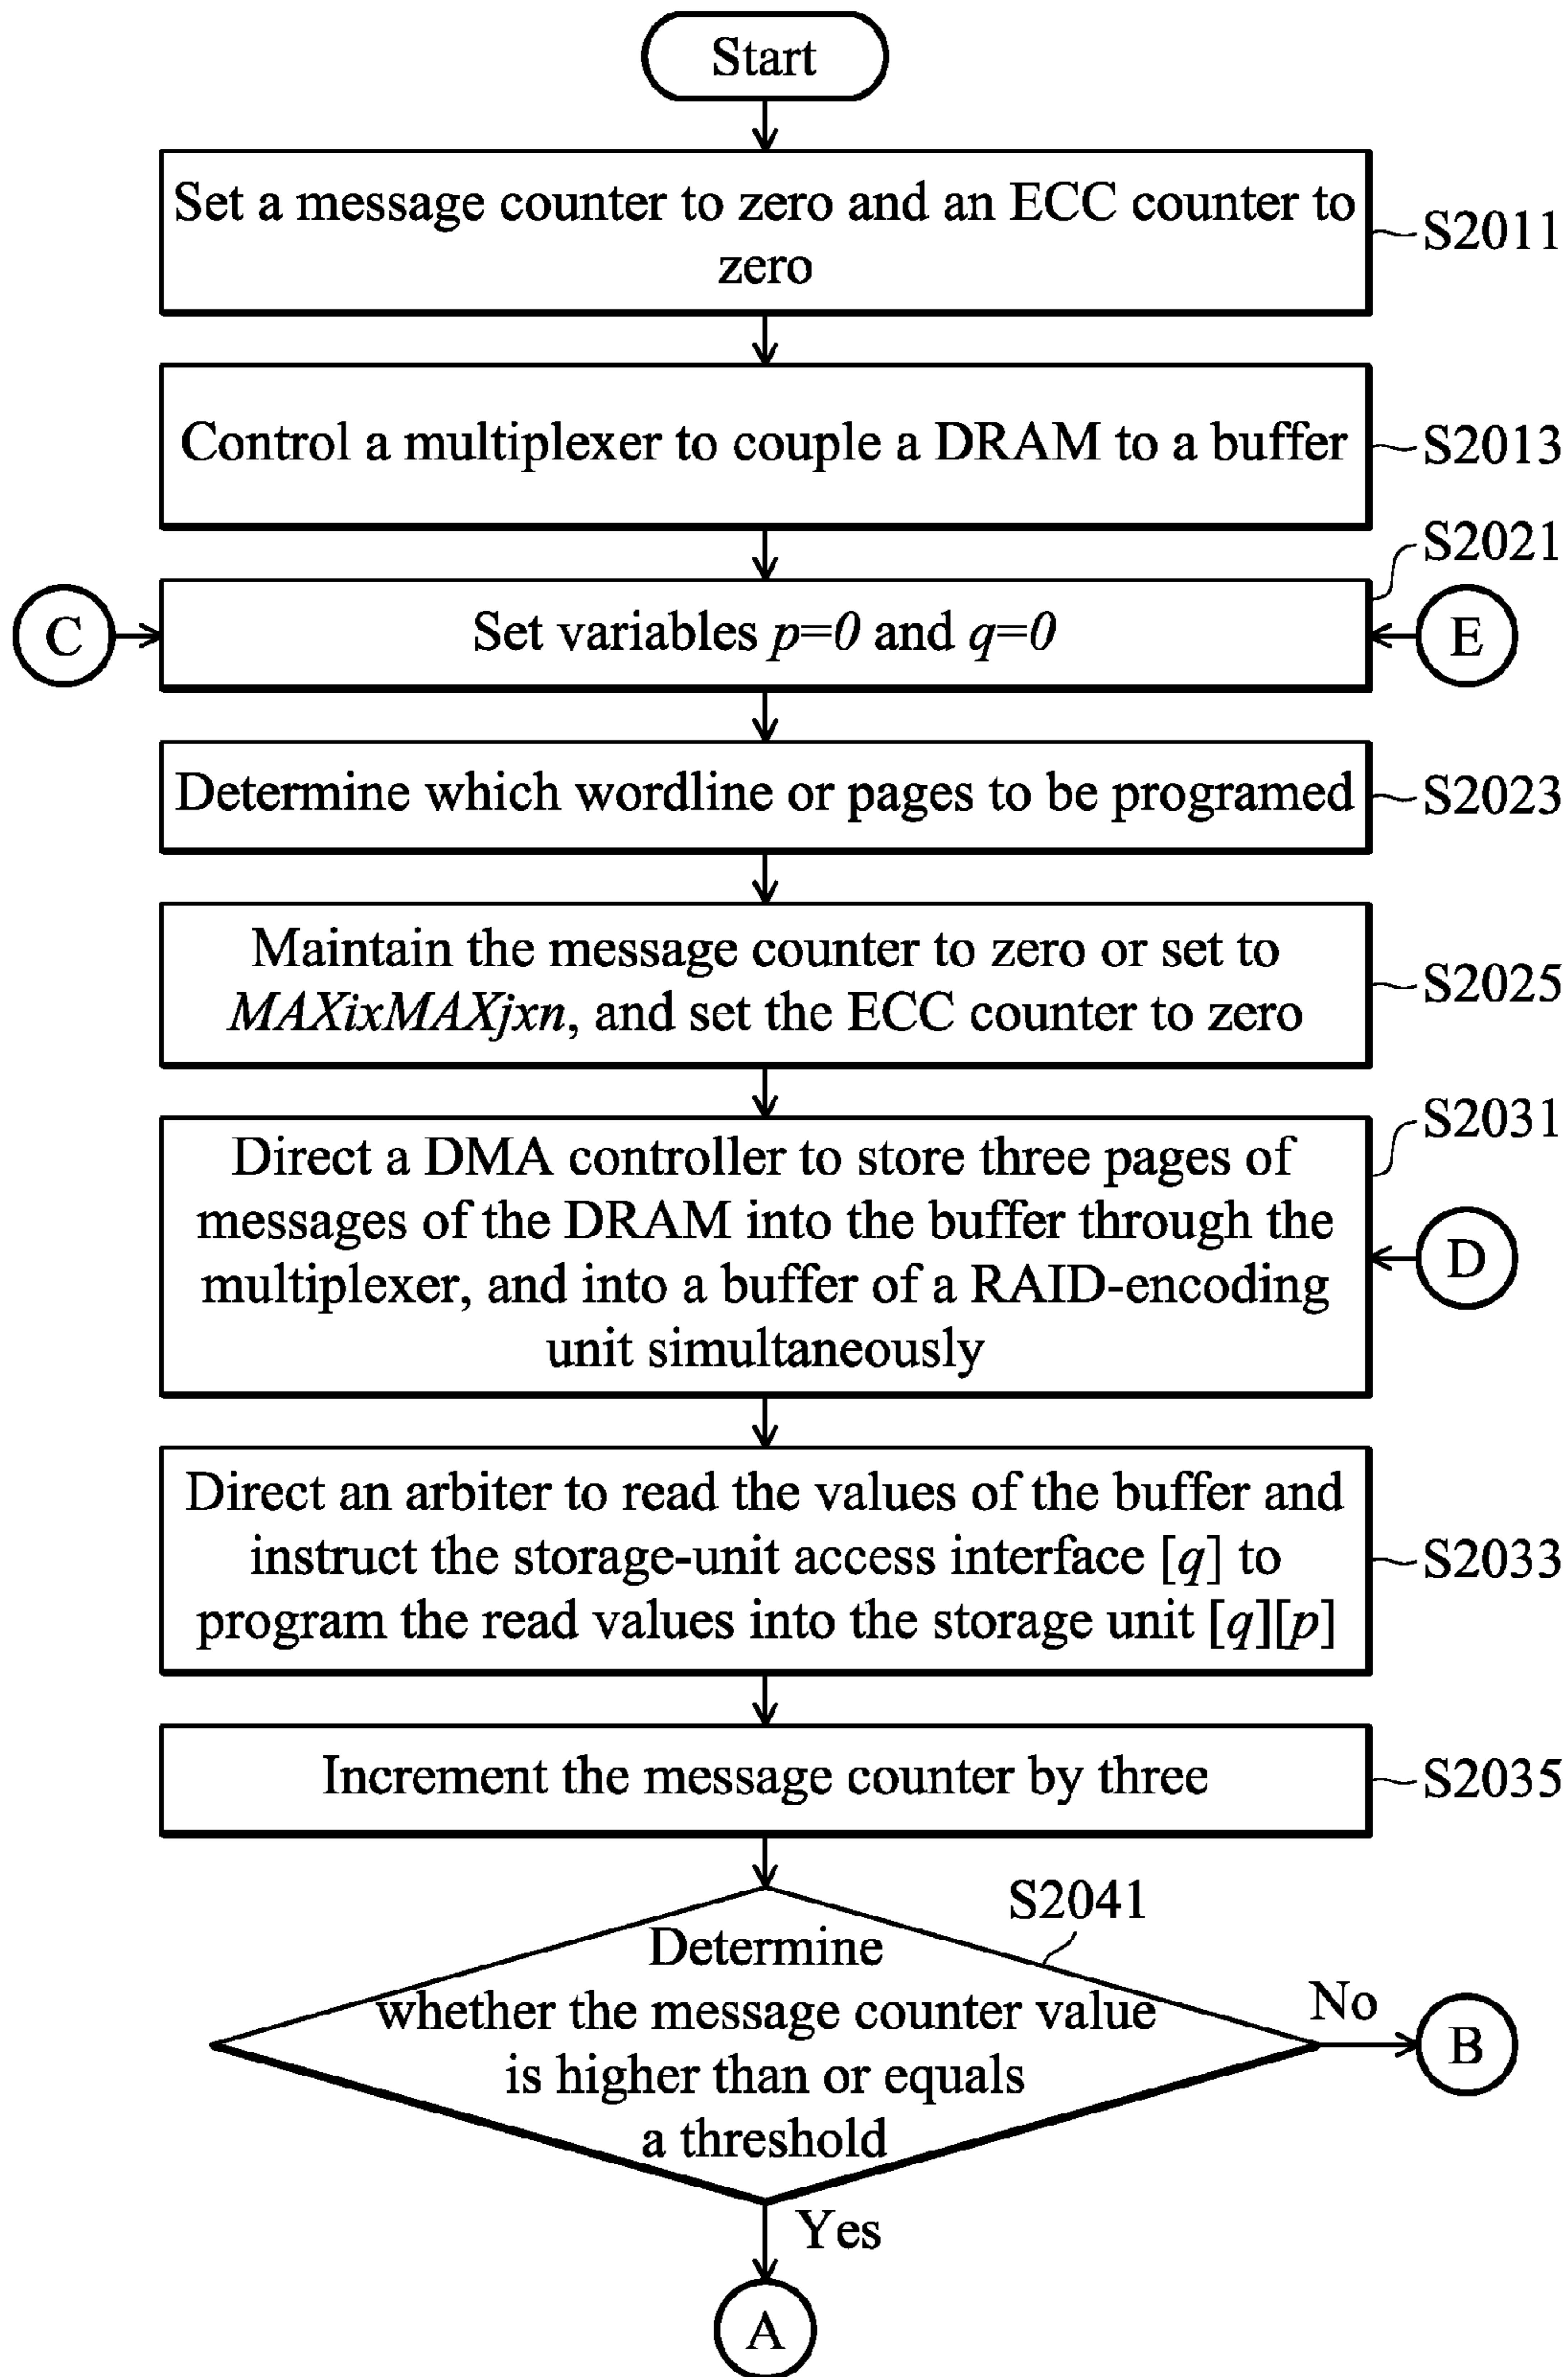 Start
Set a message counter to zero and an ECC counter to
zero
S2011
Control a multiplexer to couple a DRAM to a buffer
S2013
S2021
C
Set variables p=0 and q=0
E
Determine which wordline or pages to be programed
S2023
Maintain the message counter to zero or set to
MAXixMAXjxn, and set the ECC counter to zero
S2025
S2031
Direct a DMA controller to store three pages of
messages of the DRAM into the buffer through the
multiplexer, and into a buffer of a RAID-encoding
unit simultaneously
D
Direct an arbiter to read the values of the buffer and
instruct the storage-unit access interface [q] to
program the read values into the storage unit [q][p]
S2033
Increment the message counter by three
S2035
S2041
Determine
whether the message counter value
is higher than or equals
a threshold
No
B
Yes
A